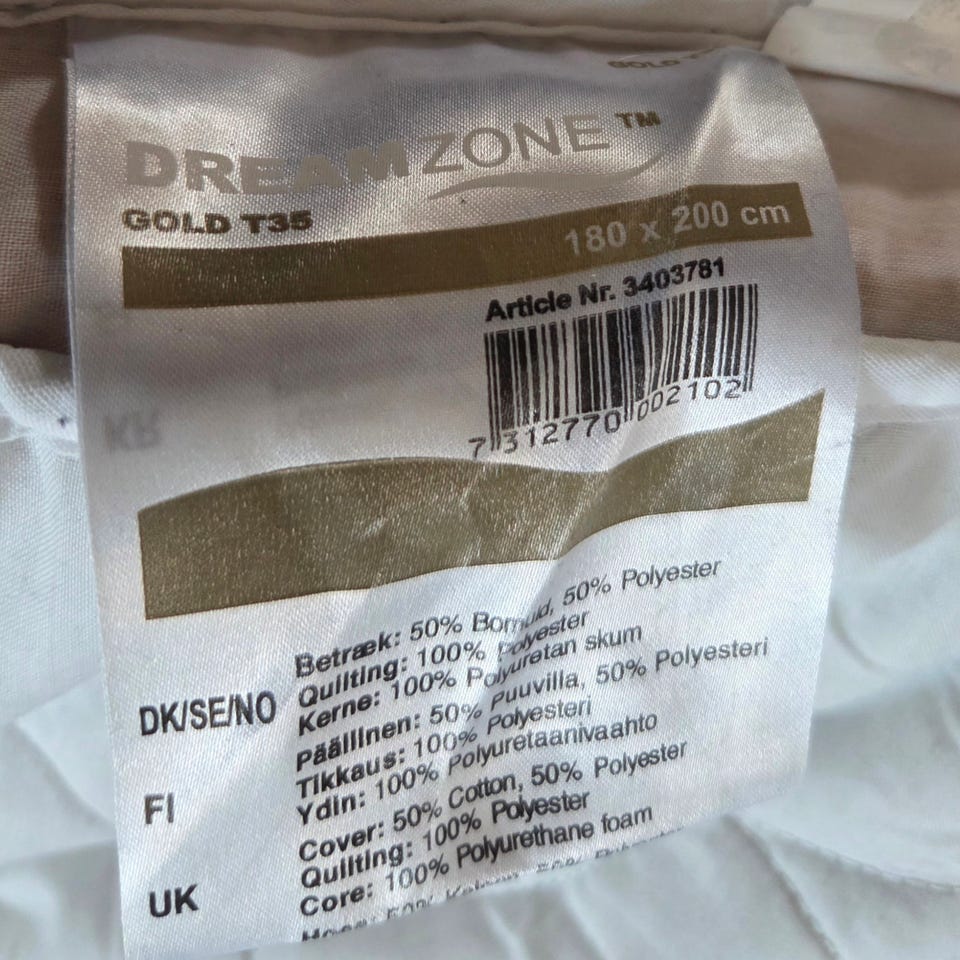 GOLD
DREAMZONE™
GOLD T35
180 x 200 cm
Article Nr. 3403781
7 312770 002102
DK/SE/NO
Betræk: 50% Bomuld, 50% Polyester
Quilting: 100% Polyester
Kerne: 100% Polyuretan skum
FI
Päällinen: 50% Puuvilla, 50% Polyesteri
Tikkaus: 100% Polyesteri
Ydin: 100% Polyuretaanivaahto
UK
Cover: 50% Cotton, 50% Polyester
Quilting: 100% Polyester
Core: 100% Polyurethane foam